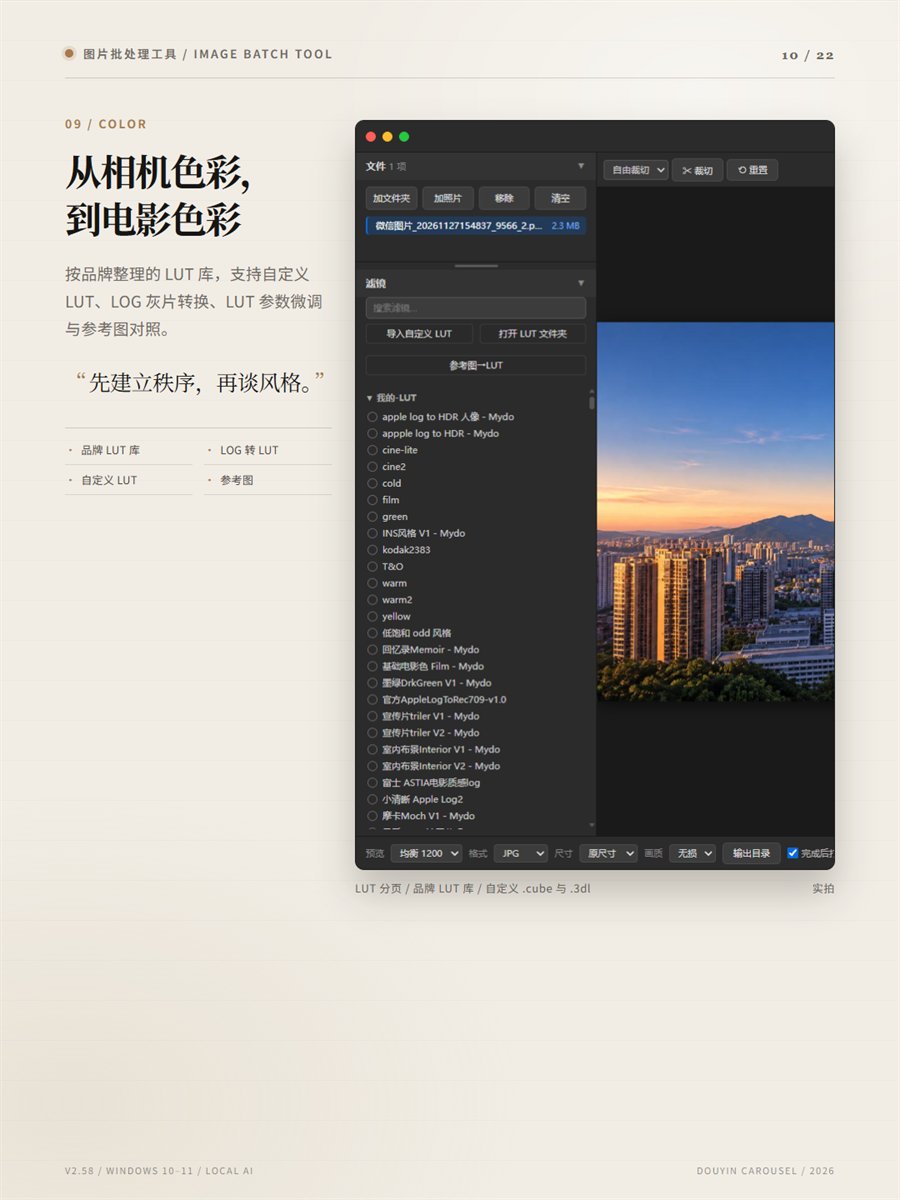 图片批处理工具 / IMAGE BATCH TOOL
10 / 22
09 / COLOR
从相机色彩，
到电影色彩
按品牌整理的 LUT 库，支持自定义
LUT、LOG 灰片转换、LUT 参数微调
与参考图对照。
“先建立秩序，再谈风格。”
· 品牌 LUT 库
· LOG 转 LUT
· 自定义 LUT
· 参考图
文件 1 项
加文件夹
加照片
移除
清空
微信图片_20261127154837_9566_2.p... 2.3 MB
滤镜
搜索滤镜...
导入自定义 LUT
打开 LUT 文件夹
参考图→LUT
我的-LUT
apple log to HDR 人像 - Mydo
appple log to HDR - Mydo
cine-lite
cine2
cold
film
green
INS风格 V1 - Mydo
kodak2383
T&O
warm
warm2
yellow
低饱和 odd 风格
回忆录Memoir - Mydo
基础电影色 Film - Mydo
墨绿DrkGreen V1 - Mydo
官方AppleLogToRec709-v1.0
宣传片triler V1 - Mydo
宣传片triler V2 - Mydo
室内布景Interior V1 - Mydo
室内布景Interior V2 - Mydo
富士 ASTIA电影质感log
小清晰 Apple Log2
摩卡Moch V1 - Mydo
自由裁切
裁切
重置
预览 均衡 1200 格式 JPG 尺寸 原尺寸 画质 无损 输出目录 完成后
LUT 分页 / 品牌 LUT 库 / 自定义 .cube 与 .3dl
实拍
V2.58 / WINDOWS 10-11 / LOCAL AI
DOUYIN CAROUSEL / 2026